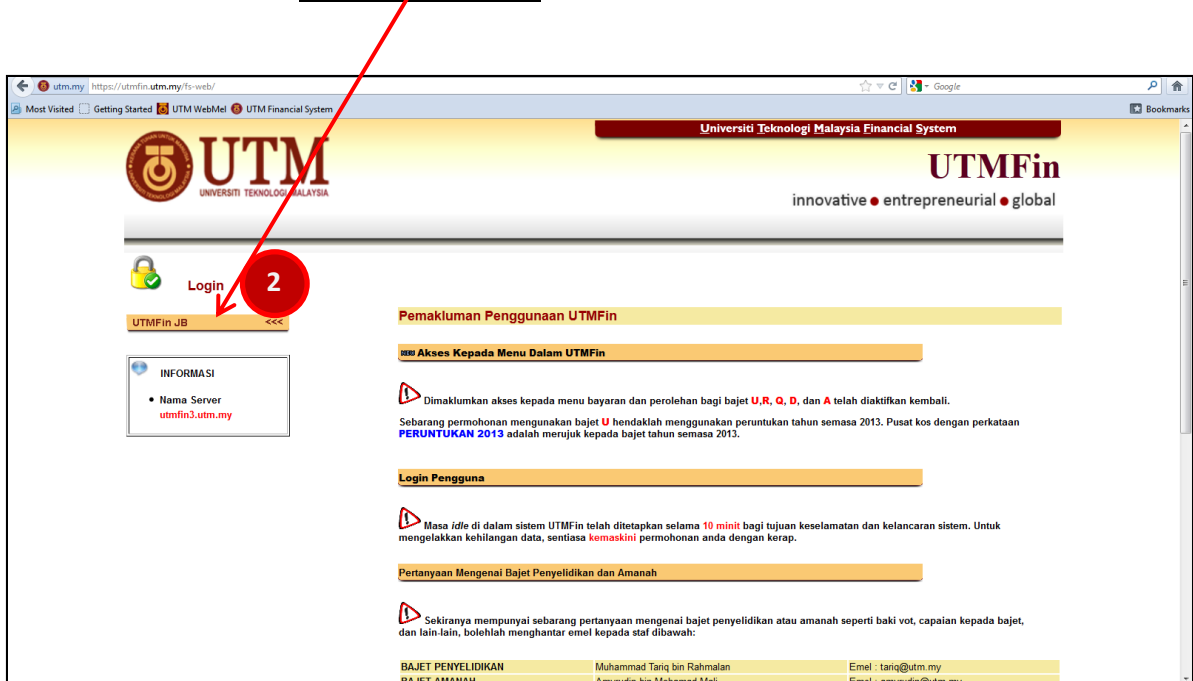 utm.my https://utmfin.utm.my/fs-web/ Google
Most Visited Getting Started UTM WebMel UTM Financial System Bookmarks
Universiti Teknologi Malaysia Financial System
UTM
UNIVERSITI TEKNOLOGI MALAYSIA
UTMFin
innovative ● entrepreneurial ● global
Login
2
UTMFin JB <<<
INFORMASI
• Nama Server
utmfin3.utm.my
Pemakluman Penggunaan UTMFin
Akses Kepada Menu Dalam UTMFin
Dimaklumkan akses kepada menu bayaran dan perolehan bagi bajet U,R, Q, D, dan A telah diaktifkan kembali.
Sebarang permohonan mengunakan bajet U hendaklah menggunakan peruntukan tahun semasa 2013. Pusat kos dengan perkataan
PERUNTUKAN 2013 adalah merujuk kepada bajet tahun semasa 2013.
Login Pengguna
Masa idle di dalam sistem UTMFin telah ditetapkan selama 10 minit bagi tujuan keselamatan dan kelancaran sistem. Untuk
mengelakkan kehilangan data, sentiasa kemaskini permohonan anda dengan kerap.
Pertanyaan Mengenai Bajet Penyelidikan dan Amanah
Sekiranya mempunyai sebarang pertanyaan mengenai bajet penyelidikan atau amanah seperti baki vot, capaian kepada bajet,
dan lain-lain, bolehlah menghantar emel kepada staf dibawah:
BAJET PENYELIDIKAN Muhammad Tariq bin Rahmalan Emel : tariq@utm.my
BAJET AMANAH